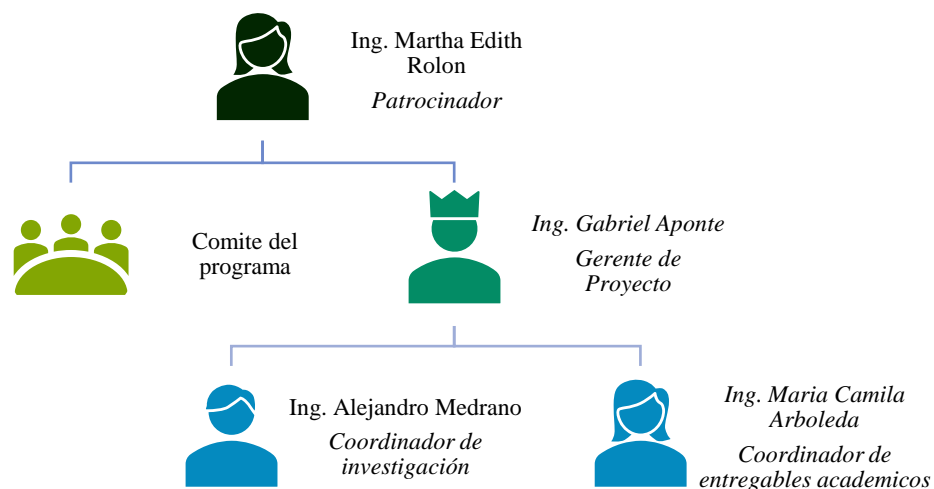 Ing. Martha Edith
Rolon
Patrocinador
Comite del
programa
Ing. Gabriel Aponte
Gerente de
Proyecto
Ing. Alejandro Medrano
Coordinador de
investigación
Ing. Maria Camila
Arboleda
Coordinador de
entregables academicos